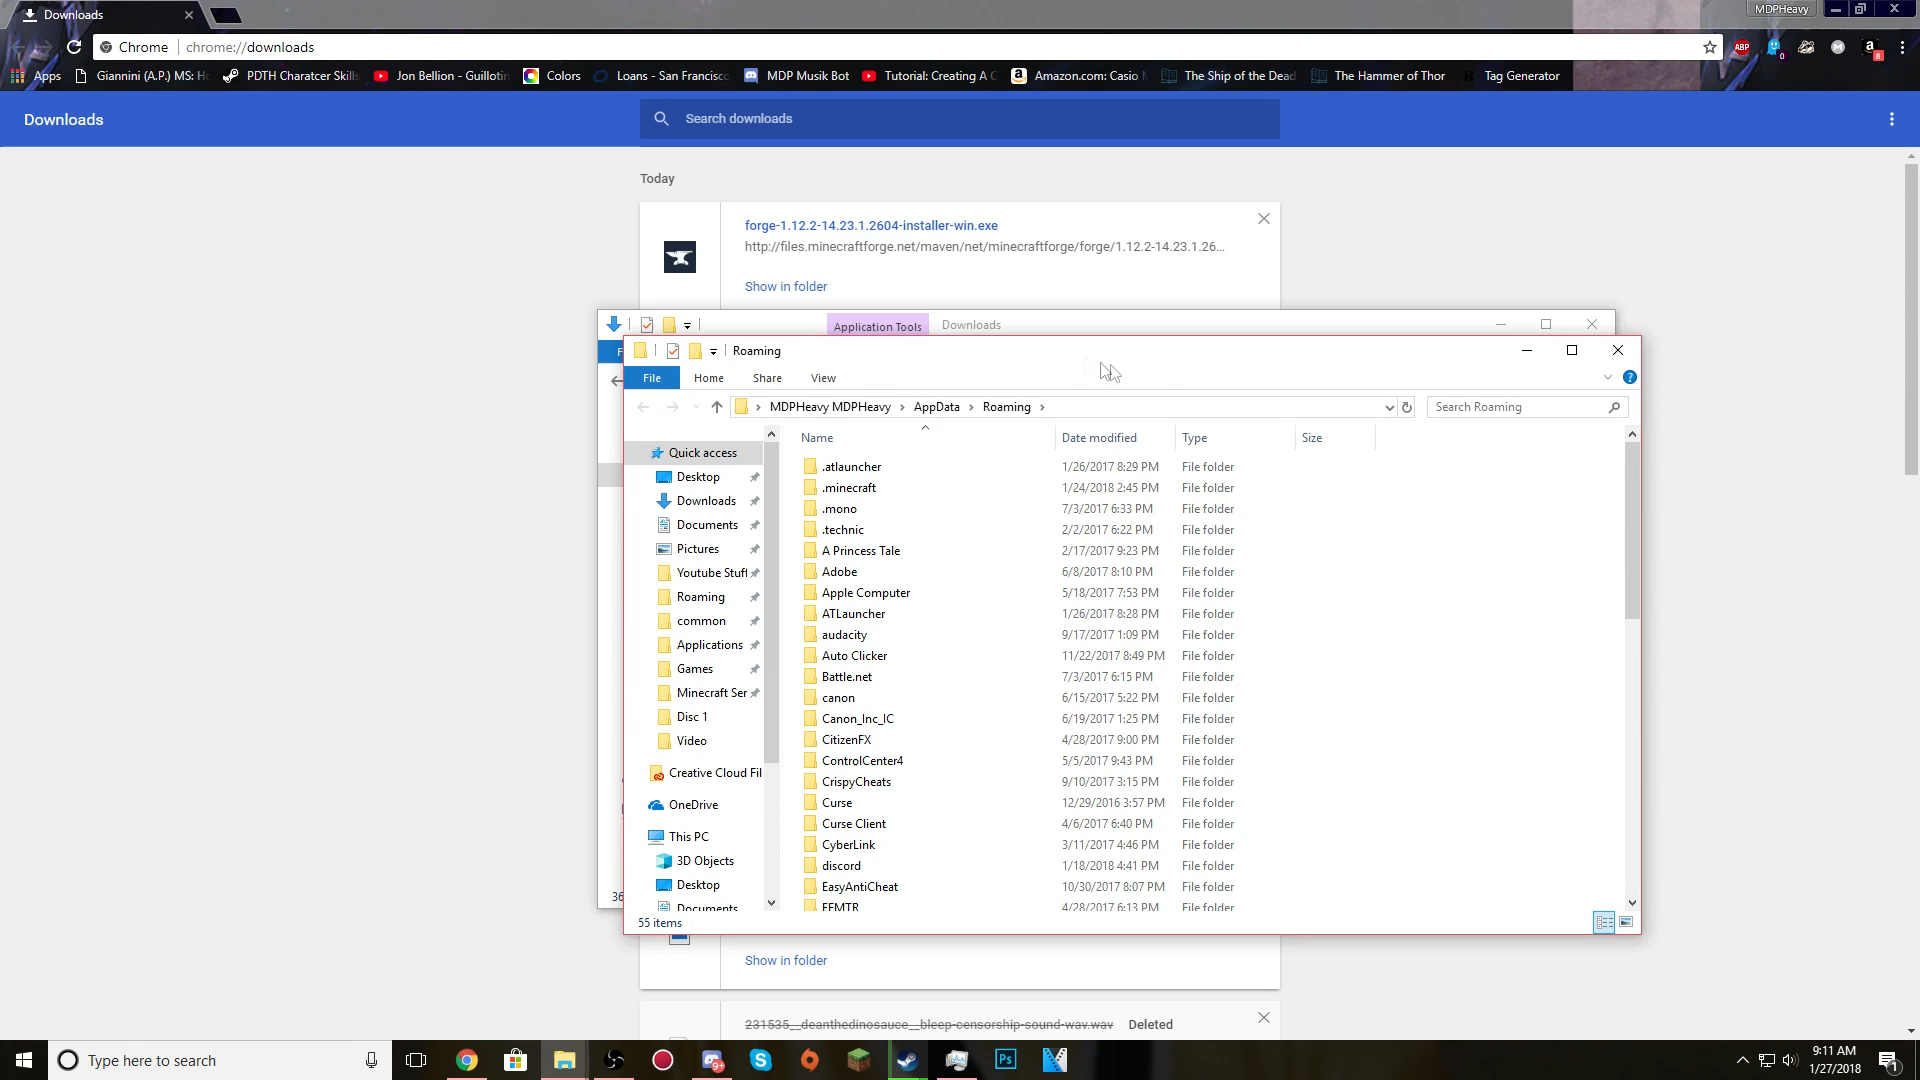 Downloads
MDPHeavy
Chrome
chrome://downloads
ABP
0
M
a
8
Apps
Giannini (A.P.) MS: H
PDTH Charatcer Skills
Jon Bellion - Guillotin
Colors
Loans - San Francisco
MDP Musik Bot
Tutorial: Creating A C
Amazon.com: Casio
The Ship of the Dead
The Hammer of Thor
Tag Generator
Downloads
Search downloads
Today
forge-1.12.2-14.23.1.2604-installer-win.exe
http://files.minecraftforge.net/maven/net/minecraftforge/forge/1.12.2-14.23.1.26...
Show in folder
Application Tools
Downloads
F
Roaming
File
Home
Share
View
MDPHeavy MDPHeavy
AppData
Roaming
Search Roaming
Name
Date modified
Type
Size
Quick access
Desktop
Downloads
Documents
Pictures
Youtube Stuff
Roaming
common
Applications
Games
Minecraft Ser
Disc 1
Video
Creative Cloud Fil
OneDrive
This PC
3D Objects
Desktop
Documents
.atlauncher 1/26/2017 8:29 PM File folder
.minecraft 1/24/2018 2:45 PM File folder
.mono 7/3/2017 6:33 PM File folder
.technic 2/2/2017 6:22 PM File folder
A Princess Tale 2/17/2017 9:23 PM File folder
Adobe 6/8/2017 8:10 PM File folder
Apple Computer 5/18/2017 7:53 PM File folder
ATLauncher 1/26/2017 8:28 PM File folder
audacity 9/17/2017 1:09 PM File folder
Auto Clicker 11/22/2017 8:49 PM File folder
Battle.net 7/3/2017 6:15 PM File folder
canon 6/15/2017 5:22 PM File folder
Canon_Inc_IC 6/19/2017 1:25 PM File folder
CitizenFX 4/28/2017 9:00 PM File folder
ControlCenter4 5/5/2017 9:43 PM File folder
CrispyCheats 9/10/2017 3:15 PM File folder
Curse 12/29/2016 3:57 PM File folder
Curse Client 4/6/2017 6:40 PM File folder
CyberLink 3/11/2017 4:46 PM File folder
discord 1/18/2018 4:41 PM File folder
EasyAntiCheat 10/30/2017 8:07 PM File folder
FFMTR 4/28/2017 6:13 PM File folder
36
55 items
Show in folder
231535__deanthedinosauce__bleep-censorship-sound-wav.wav Deleted
Type here to search
9+
Ps
9:11 AM
1/27/2018
1